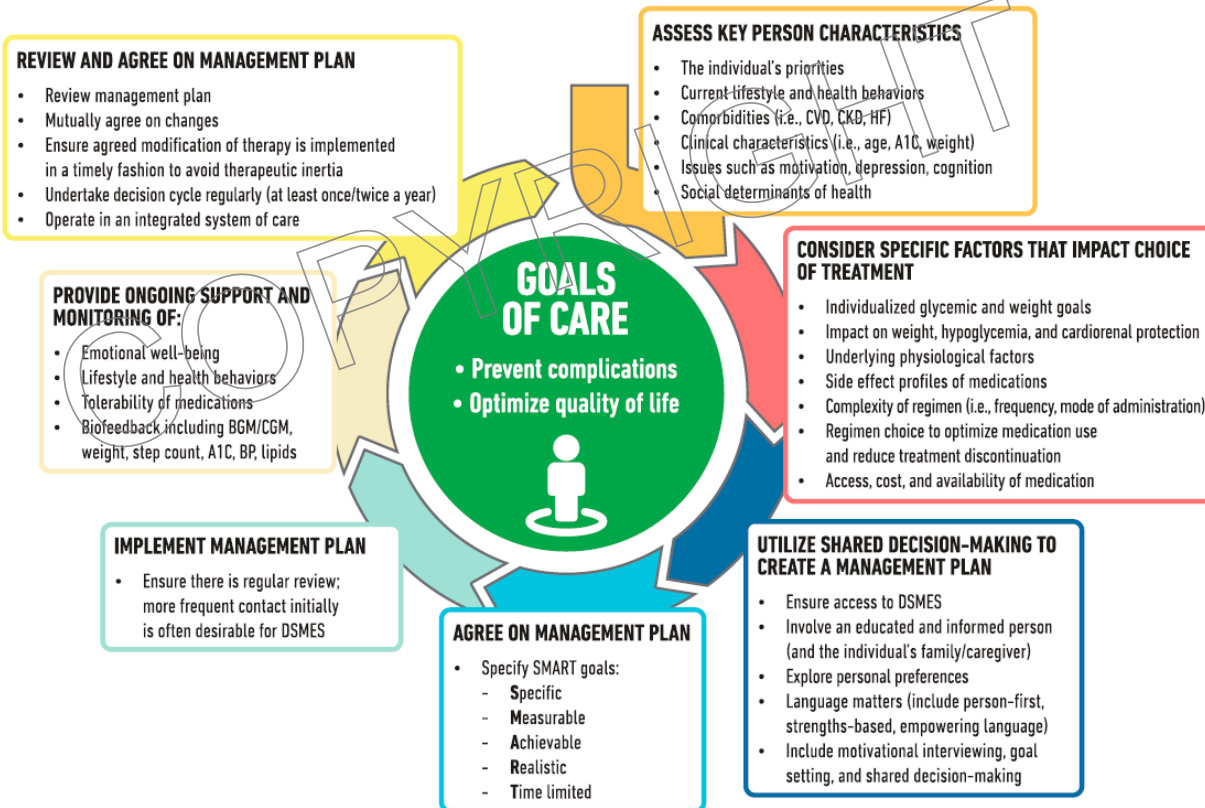 ASSESS KEY PERSON CHARACTERISTICS
• The individual's priorities
• Current lifestyle and health behaviors
• Comorbidities (i.e., CVD, CKD, HF)
• Clinical characteristics (i.e., age, A1C, weight)
• Issues such as motivation, depression, cognition
• Social determinants of health
CONSIDER SPECIFIC FACTORS THAT IMPACT CHOICE
OF TREATMENT
• Individualized glycemic and weight goals
• Impact on weight, hypoglycemia, and cardiorenal protection
• Underlying physiological factors
• Side effect profiles of medications
• Complexity of regimen (i.e., frequency, mode of administration)
• Regimen choice to optimize medication use
and reduce treatment discontinuation
• Access, cost, and availability of medication
UTILIZE SHARED DECISION-MAKING TO
CREATE A MANAGEMENT PLAN
• Ensure access to DSMES
• Involve an educated and informed person
(and the individual's family/caregiver)
• Explore personal preferences
• Language matters (include person-first,
strengths-based, empowering language)
• Include motivational interviewing, goal
setting, and shared decision-making
AGREE ON MANAGEMENT PLAN
• Specify SMART goals:
- Specific
- Measurable
- Achievable
- Realistic
- Time limited
IMPLEMENT MANAGEMENT PLAN
• Ensure there is regular review;
more frequent contact initially
is often desirable for DSMES
PROVIDE ONGOING SUPPORT AND
MONITORING OF:
• Emotional well-being
• Lifestyle and health behaviors
• Tolerability of medications
• Biofeedback including BGM/CGM,
weight, step count, A1C, BP, lipids
REVIEW AND AGREE ON MANAGEMENT PLAN
• Review management plan
• Mutually agree on changes
• Ensure agreed modification of therapy is implemented
in a timely fashion to avoid therapeutic inertia
• Undertake decision cycle regularly (at least once/twice a year)
• Operate in an integrated system of care
GOALS
OF CARE
• Prevent complications
• Optimize quality of life
COPYRIGHT